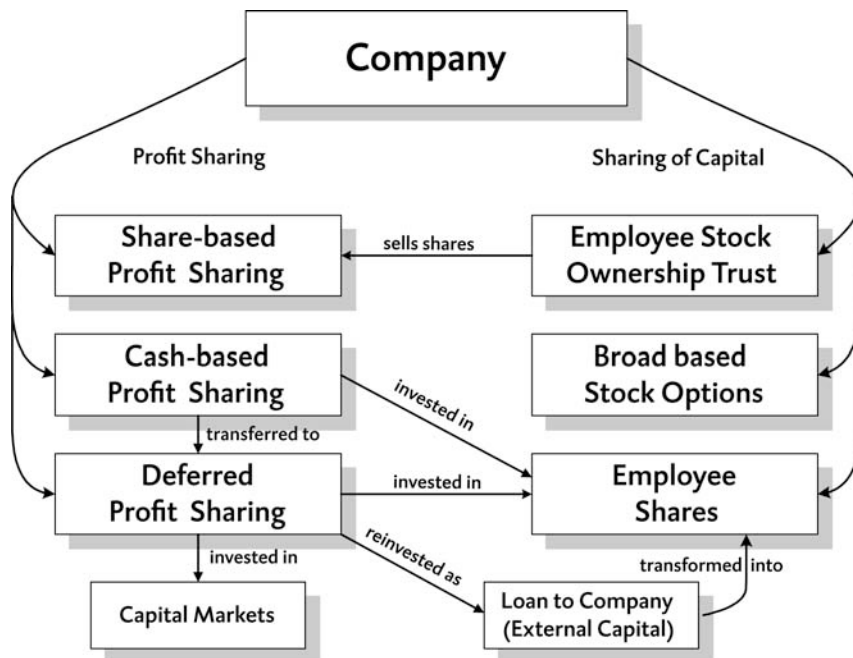 Company
Profit Sharing
Sharing of Capital
Share-based
Profit Sharing
sells shares
Employee Stock
Ownership Trust
Cash-based
Profit Sharing
invested in
Broad based
Stock Options
transferred to
Deferred
Profit Sharing
invested in
Employee
Shares
invested in
reinvested as
transformed into
Capital Markets
Loan to Company
(External Capital)